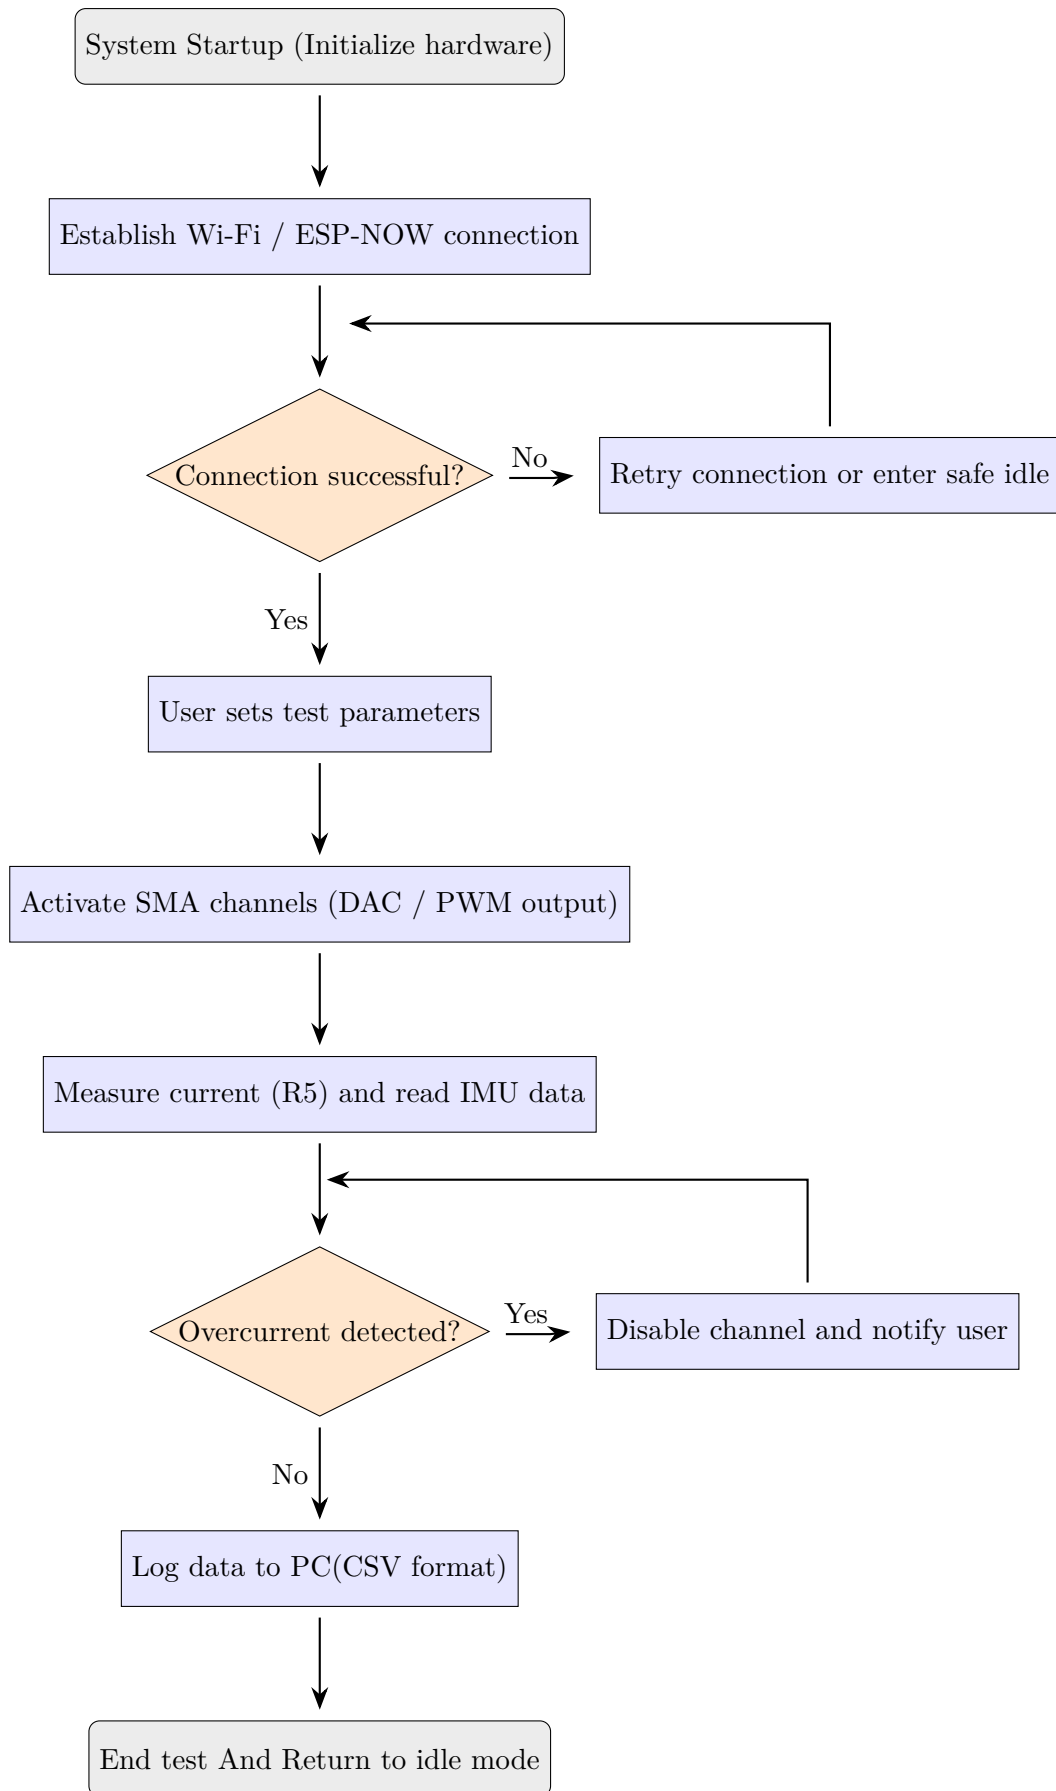 System Startup (Initialize hardware)
Establish Wi-Fi / ESP-NOW connection
Connection successful?
No
Retry connection or enter safe idle
Yes
User sets test parameters
Activate SMA channels (DAC / PWM output)
Measure current (R5) and read IMU data
Overcurrent detected?
Yes
Disable channel and notify user
No
Log data to PC(CSV format)
End test And Return to idle mode